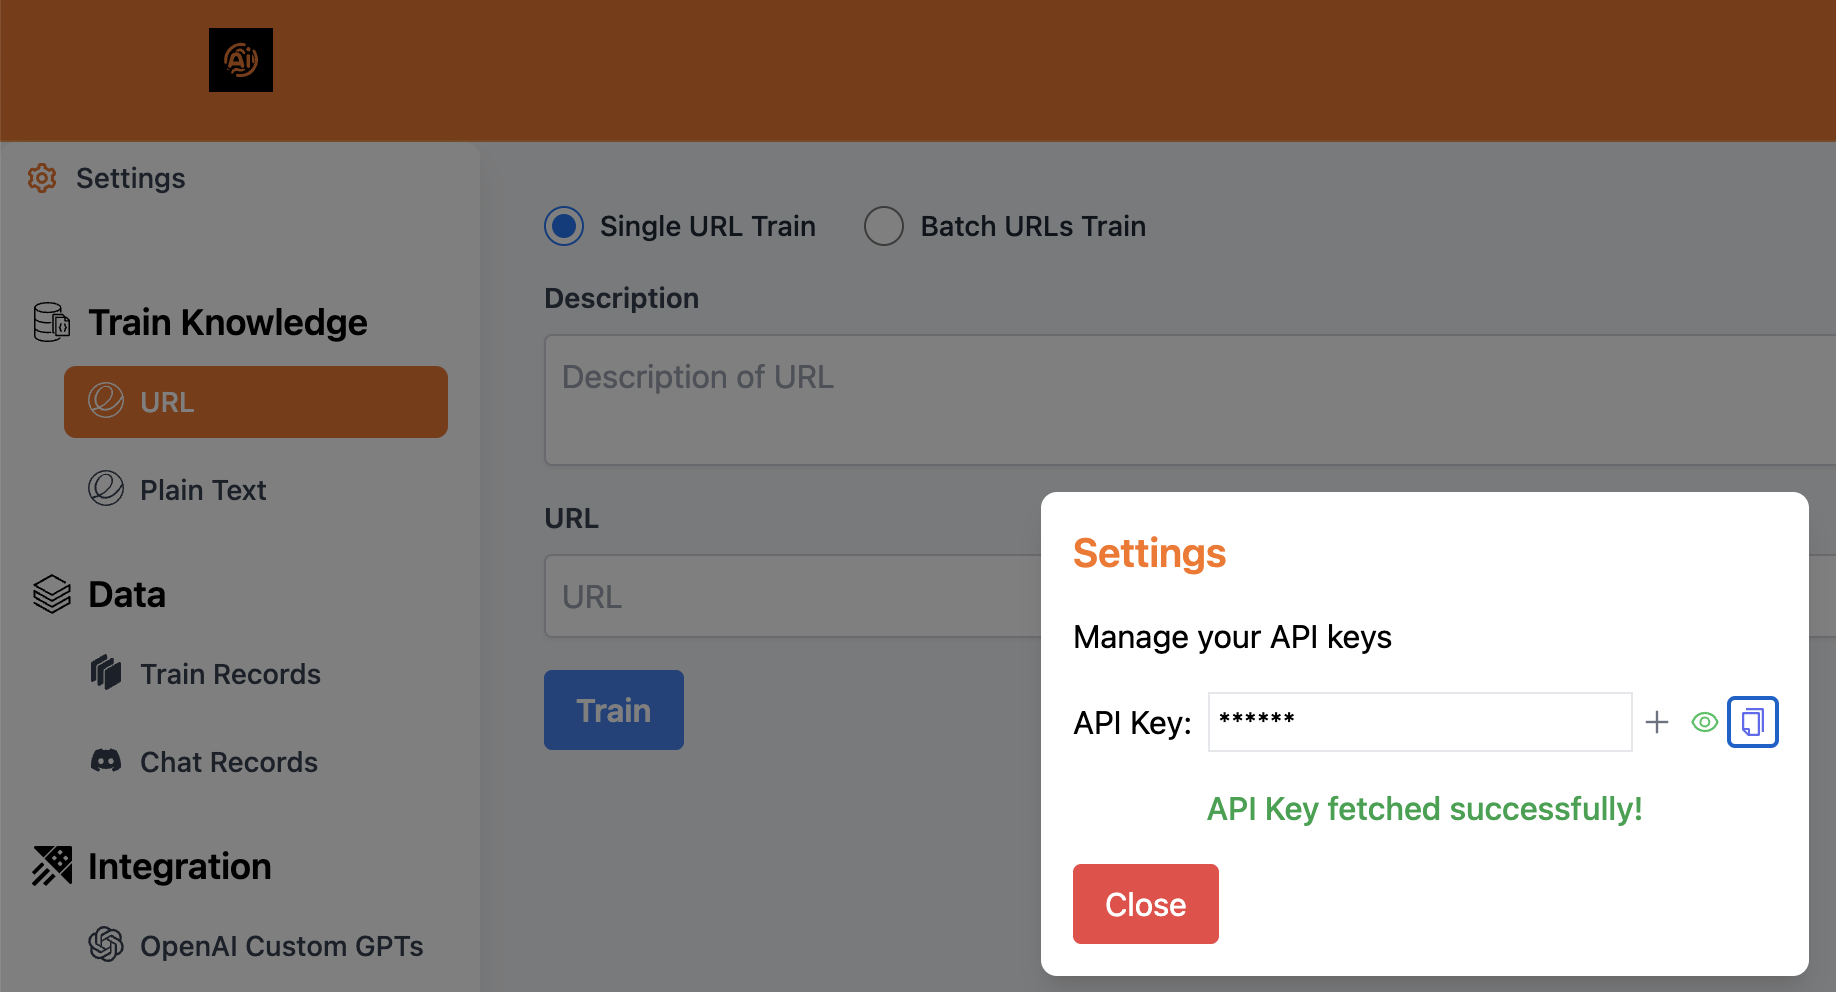 Ai
Settings
Single URL Train
Batch URLs Train
Train Knowledge
URL
Plain Text
Data
Train Records
Chat Records
Integration
OpenAI Custom GPTs
Description
Description of URL
URL
URL
Train
Settings
Manage your API keys
API Key: ******
API Key fetched successfully!
Close